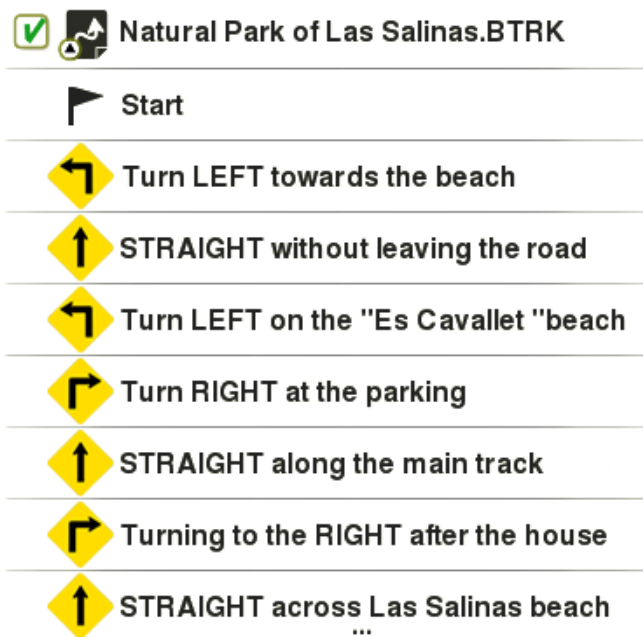 Natural Park of Las Salinas.BTRK
Start
Turn LEFT towards the beach
STRAIGHT without leaving the road
Turn LEFT on the "Es Cavallet "beach
Turn RIGHT at the parking
STRAIGHT along the main track
Turning to the RIGHT after the house
STRAIGHT across Las Salinas beach
...